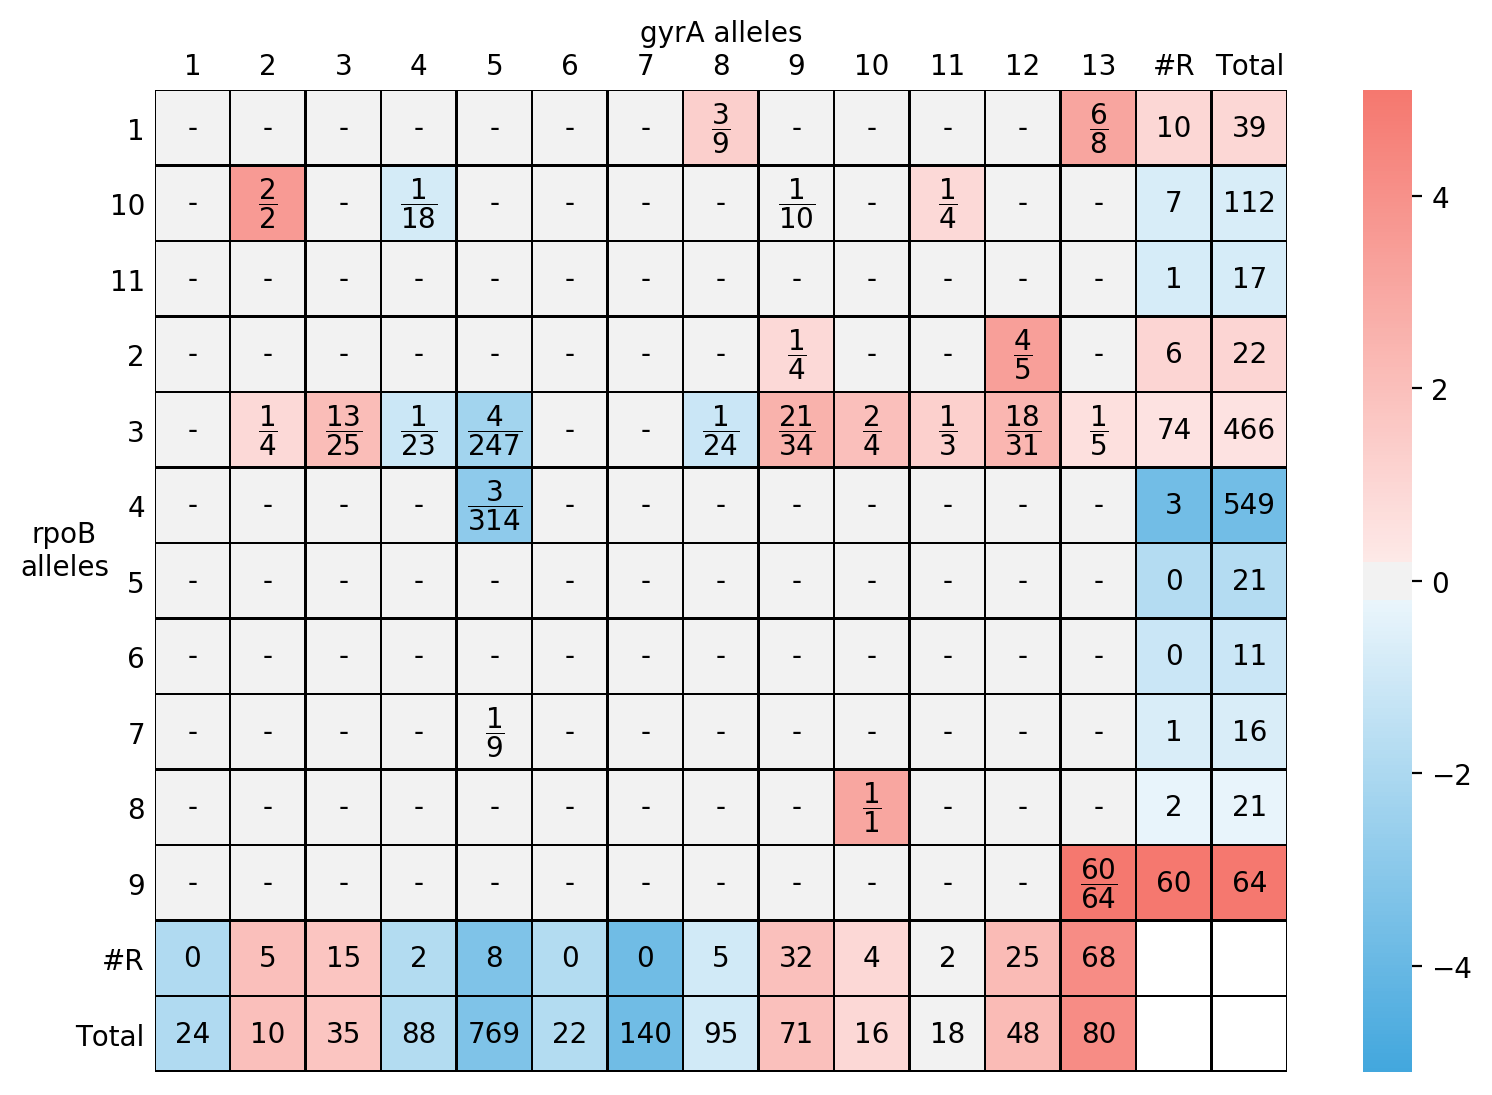 gyrA alleles
1 2 3 4 5 6 7 8 9 10 11 12 13 #R Total
1 - - - - - - - 3/9 - - - - 6/8 10 39
10 - 2/2 - 1/18 - - - - 1/10 - 1/4 - - 7 112
11 - - - - - - - - - - - - - 1 17
2 - - - - - - - - 1/4 - - 4/5 - 6 22
3 - 1/4 13/25 1/23 4/247 - - 1/24 21/34 2/4 1/3 18/31 1/5 74 466
4 - - - - 3/314 - - - - - - - - 3 549
rpoB
alleles
5 - - - - - - - - - - - - - 0 21
6 - - - - - - - - - - - - - 0 11
7 - - - - 1/9 - - - - - - - - 1 16
8 - - - - - - - - - 1/1 - - - 2 21
9 - - - - - - - - - - - - 60/64 60 64
#R 0 5 15 2 8 0 0 5 32 4 2 25 68
Total 24 10 35 88 769 22 140 95 71 16 18 48 80
4
2
0
−2
−4